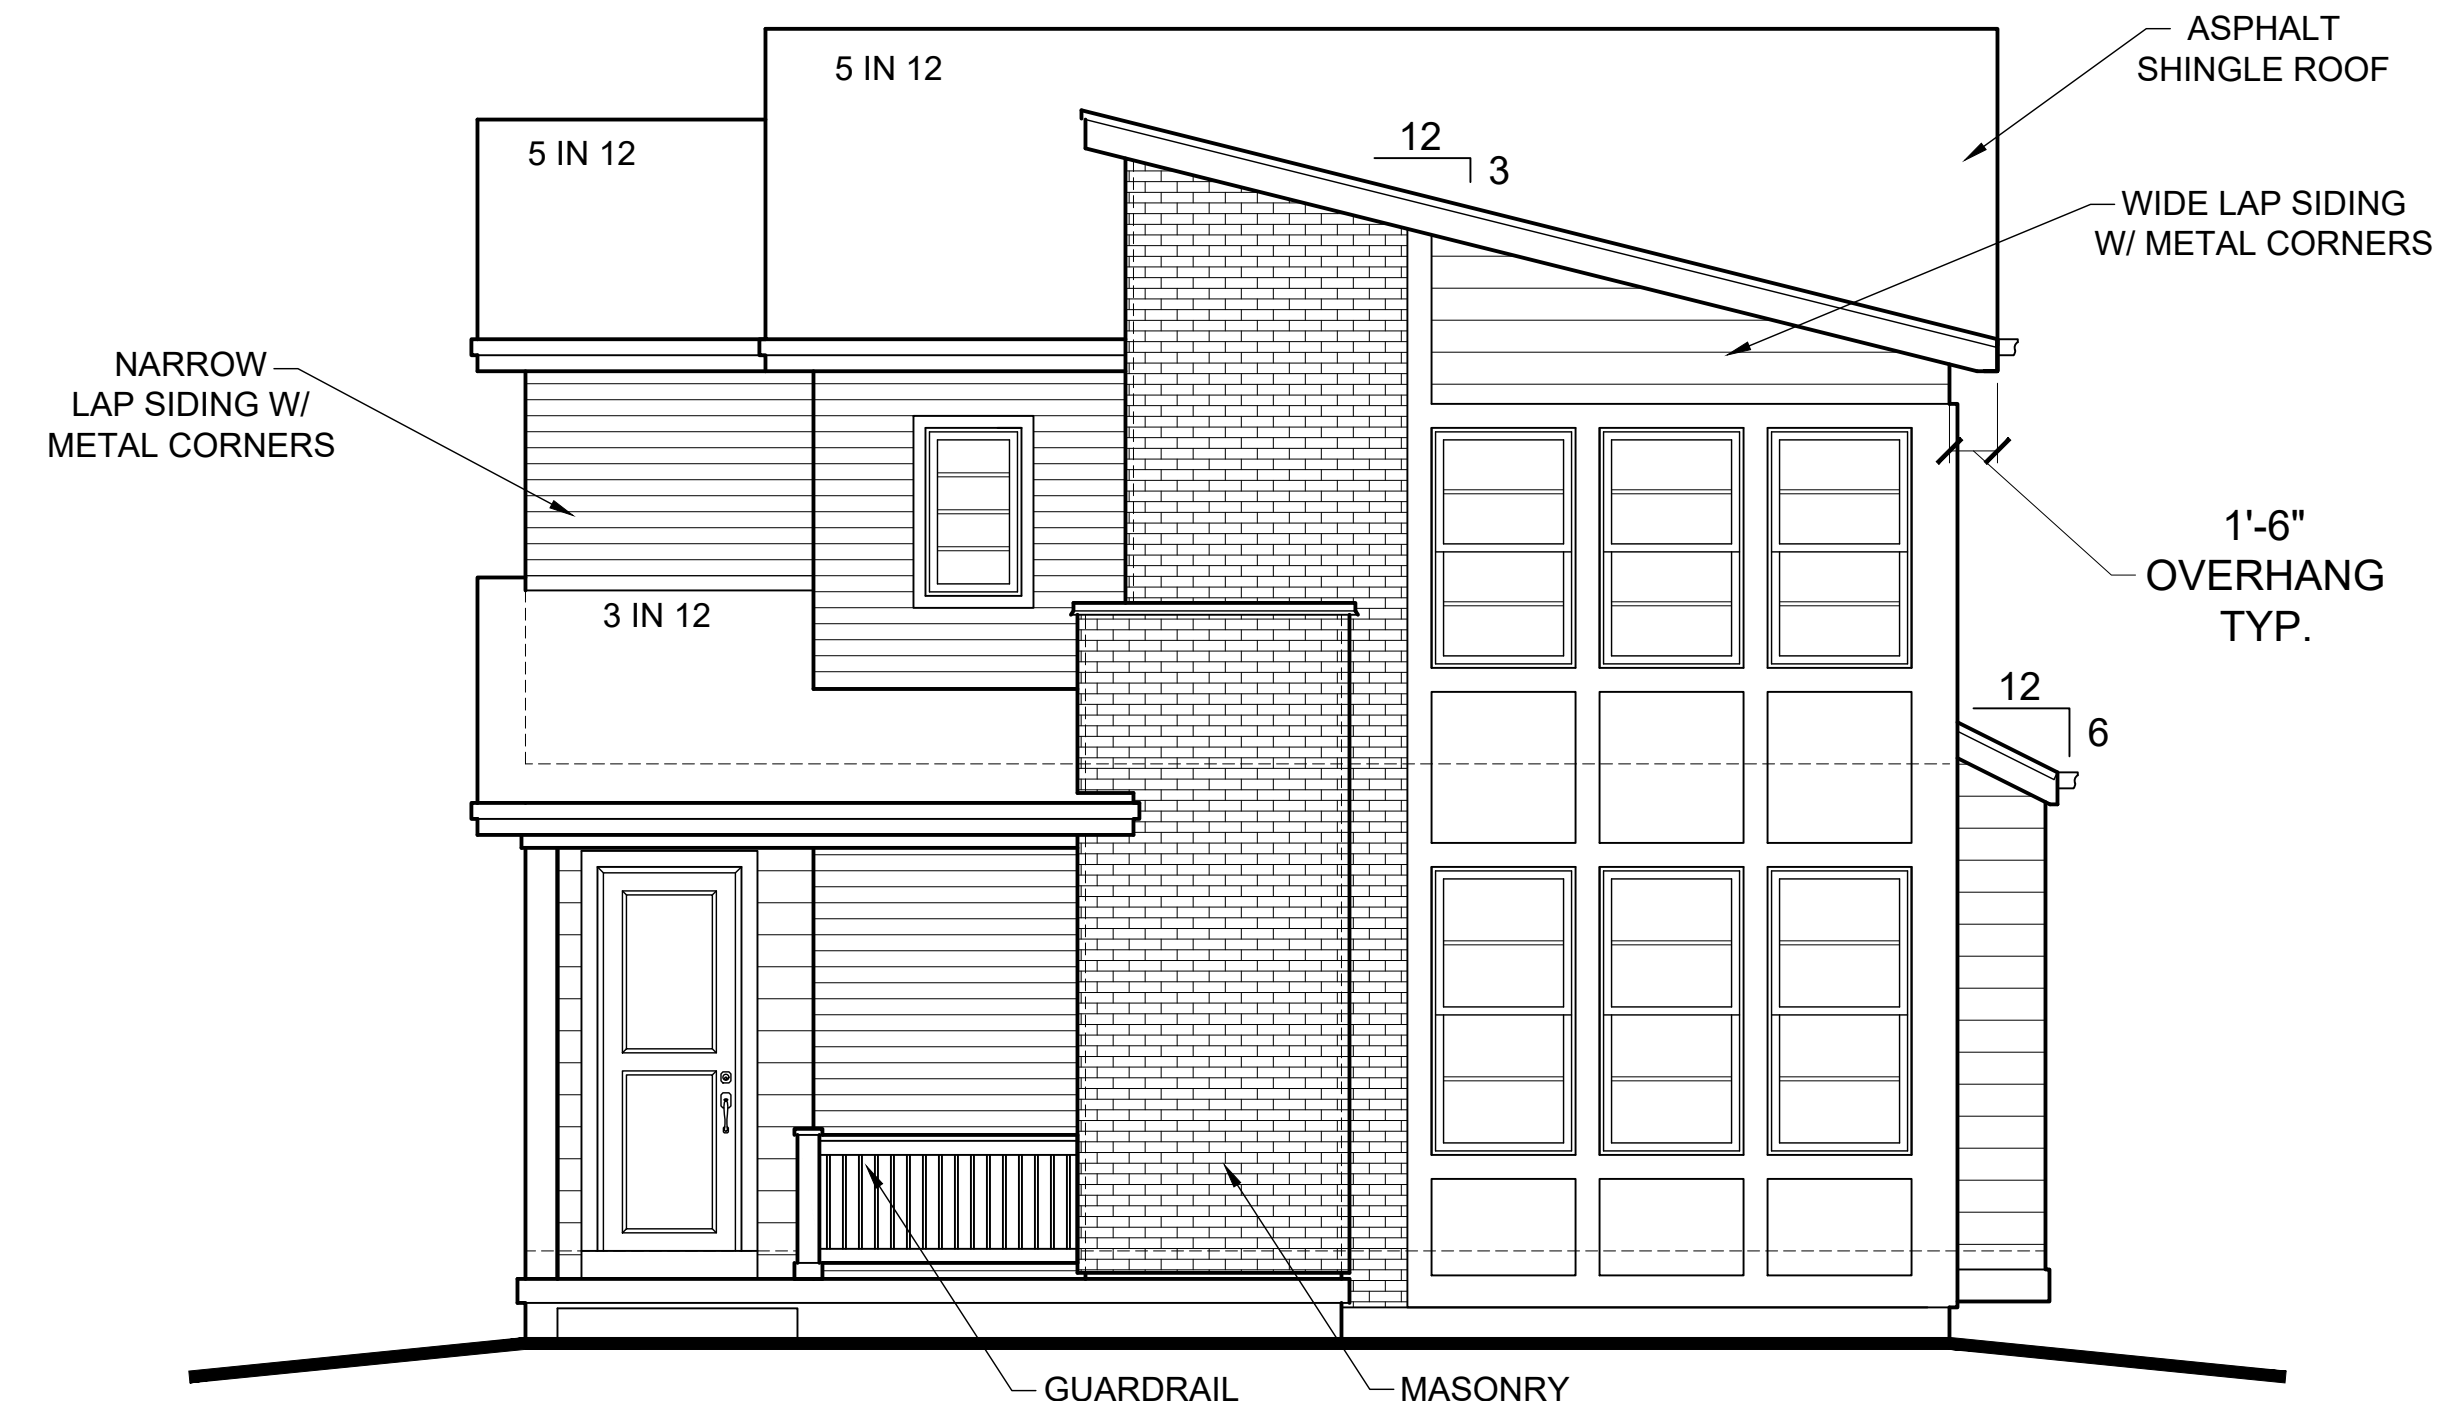 ASPHALT
SHINGLE ROOF
5 IN 12
5 IN 12
12
3
WIDE LAP SIDING
W/ METAL CORNERS
NARROW
LAP SIDING W/
METAL CORNERS
1'-6"
OVERHANG
TYP.
3 IN 12
12
6
GUARDRAIL
MASONRY